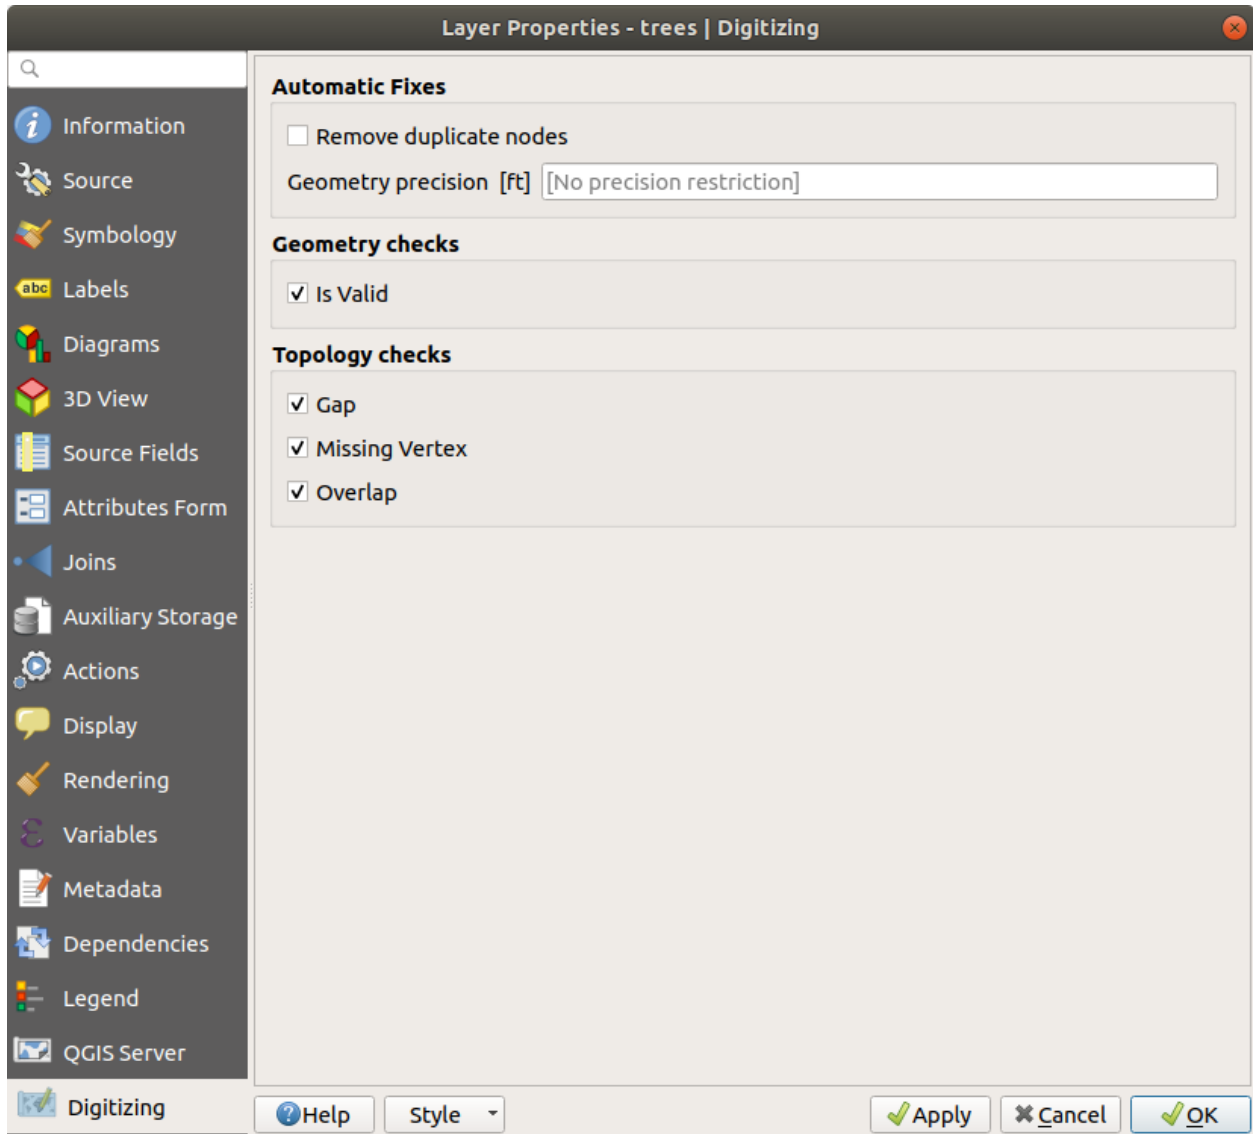 Layer Properties - trees | Digitizing
Information
Source
Symbology
abc Labels
Diagrams
3D View
Source Fields
Attributes Form
Joins
Auxiliary Storage
Actions
Display
Rendering
Variables
Metadata
Dependencies
Legend
QGIS Server
Digitizing
Automatic Fixes
Remove duplicate nodes
Geometry precision [ft] [No precision restriction]
Geometry checks
Is Valid
Topology checks
Gap
Missing Vertex
Overlap
Help Style Apply Cancel OK